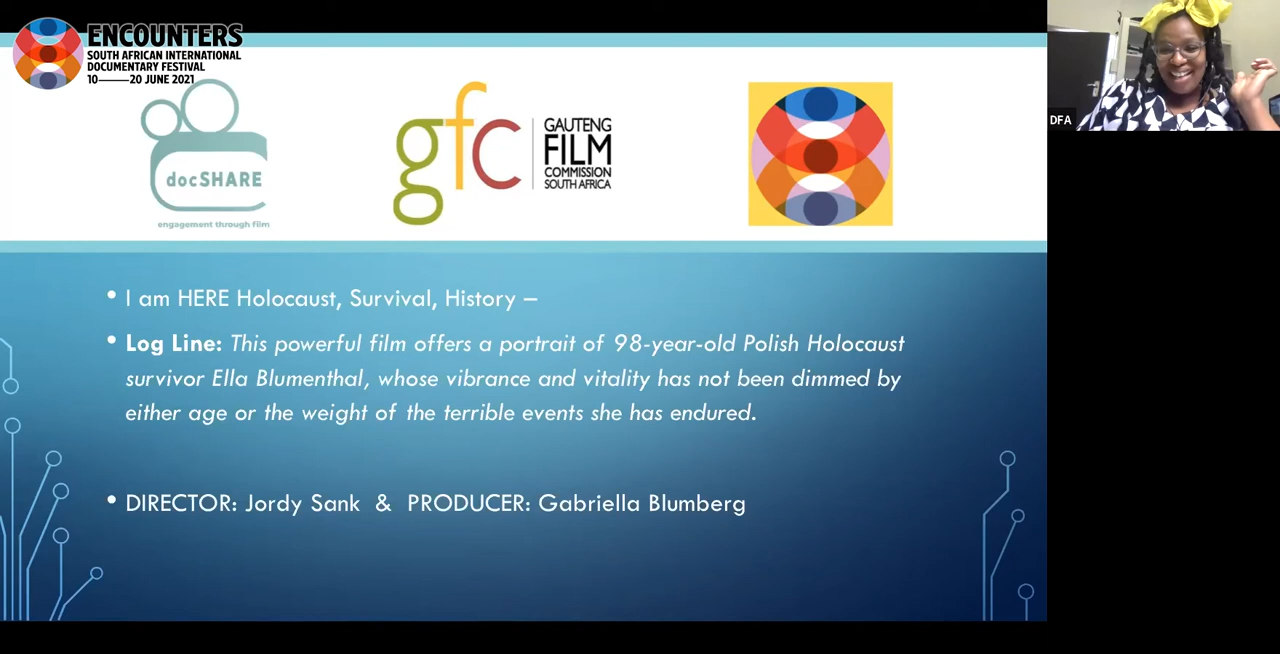 ENCOUNTERS
SOUTH AFRICAN INTERNATIONAL
DOCUMENTARY FESTIVAL
10——20 JUNE 2021
docSHARE
engagement through film
gfc
GAUTENG
FILM
COMMISSION
SOUTH AFRICA
DFA
• I am HERE Holocaust, Survival, History –
• Log Line: This powerful film offers a portrait of 98-year-old Polish Holocaust
survivor Ella Blumenthal, whose vibrance and vitality has not been dimmed by
either age or the weight of the terrible events she has endured.
• DIRECTOR: Jordy Sank & PRODUCER: Gabriella Blumberg